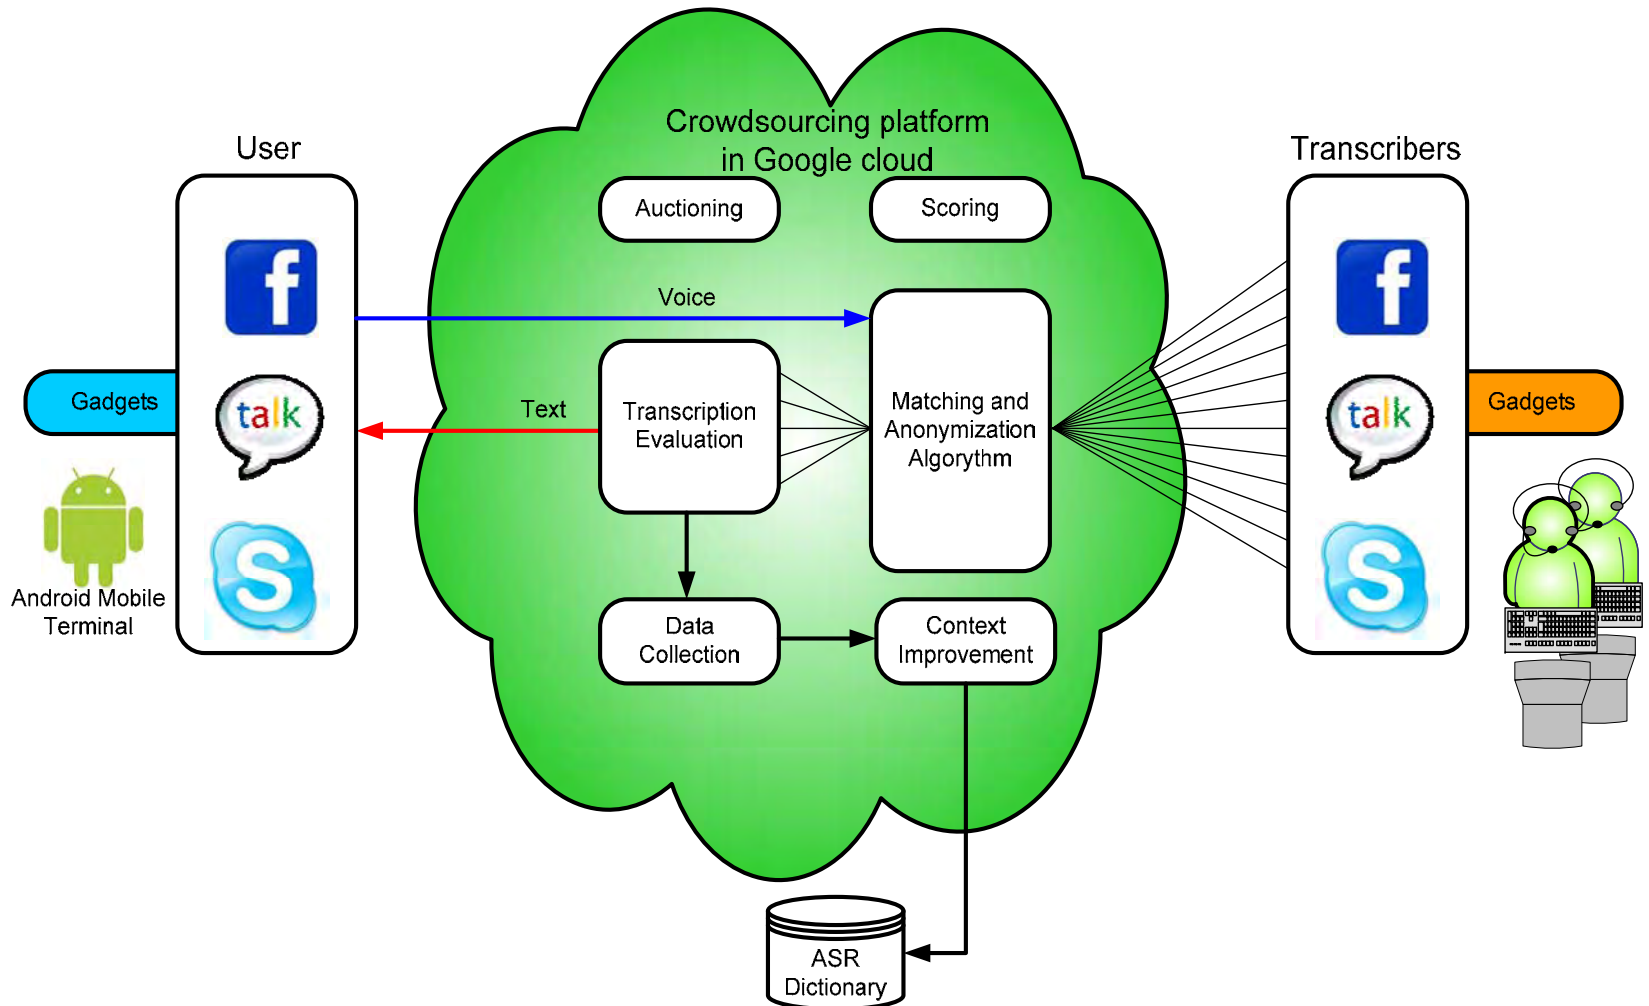 Crowdsourcing platform
in Google cloud
User
Transcribers
Auctioning
Scoring
f
f
Voice
Gadgets
talk
Text
Transcription
Evaluation
Matching and
Anonymization
Algorythm
talk
Gadgets
S
S
Android Mobile
Terminal
Data
Collection
Context
Improvement
ASR
Dictionary